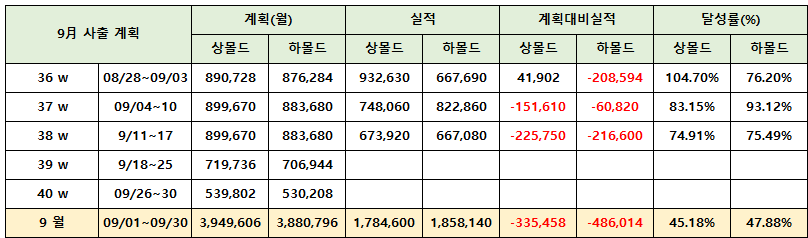 9月 사출 계획 계획(월) 실적 계획대비실적 달성률(%)
상몰드 하몰드 상몰드 하몰드 상몰드 하몰드 상몰드 하몰드
36 w 08/28~09/03 890,728 876,284 932,630 667,690 41,902 -208,594 104.70% 76.20%
37 w 09/04~10 899,670 883,680 748,060 822,860 -151,610 -60,820 83.15% 93.12%
38 w 9/11~17 899,670 883,680 673,920 667,080 -225,750 -216,600 74.91% 75.49%
39 w 9/18~25 719,736 706,944
40 w 09/26~30 539,802 530,208
9 월 09/01~09/30 3,949,606 3,880,796 1,784,600 1,858,140 -335,458 -486,014 45.18% 47.88%